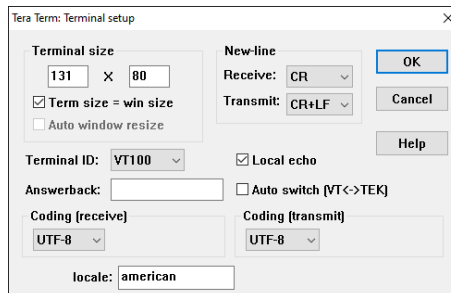 Tera Term: Terminal setup
Terminal size
131 X 80
Term size = win size
Auto window resize
New-line
Receive: CR
Transmit: CR+LF
OK
Cancel
Help
Terminal ID: VT100
Local echo
Answerback:
Auto switch (VT<->TEK)
Coding (receive)
UTF-8
Coding (transmit)
UTF-8
locale: american